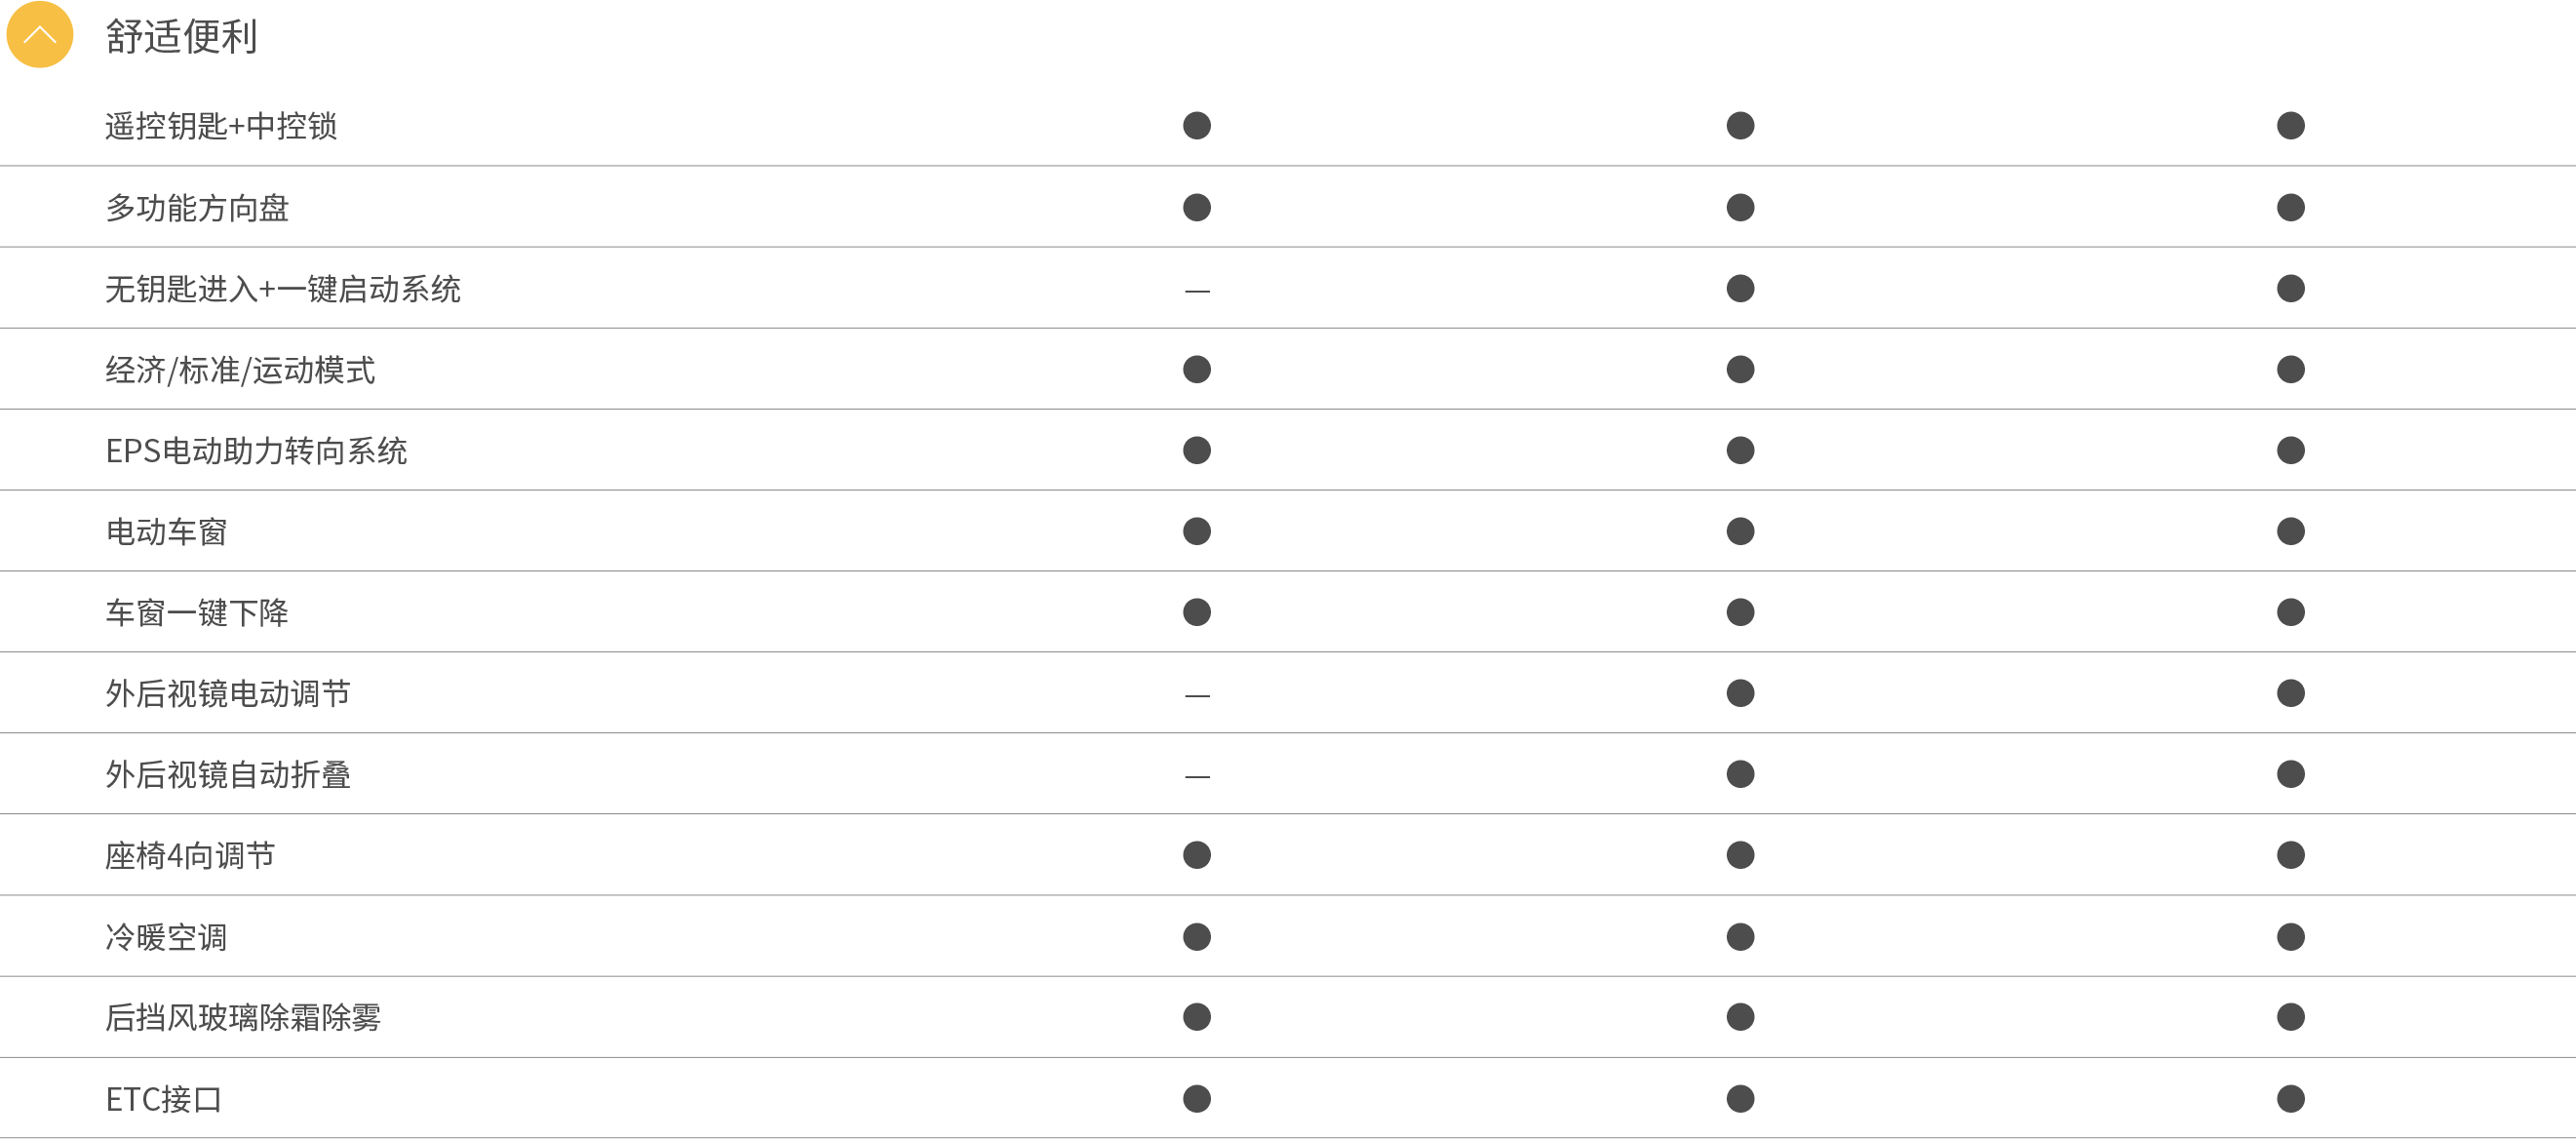 舒适便利
遥控钥匙+中控锁 ● ● ●
多功能方向盘 ● ● ●
无钥匙进入+一键启动系统 — ● ●
经济/标准/运动模式 ● ● ●
EPS电动助力转向系统 ● ● ●
电动车窗 ● ● ●
车窗一键下降 ● ● ●
外后视镜电动调节 — ● ●
外后视镜自动折叠 — ● ●
座椅4向调节 ● ● ●
冷暖空调 ● ● ●
后挡风玻璃除霜除雾 ● ● ●
ETC接口 ● ● ●